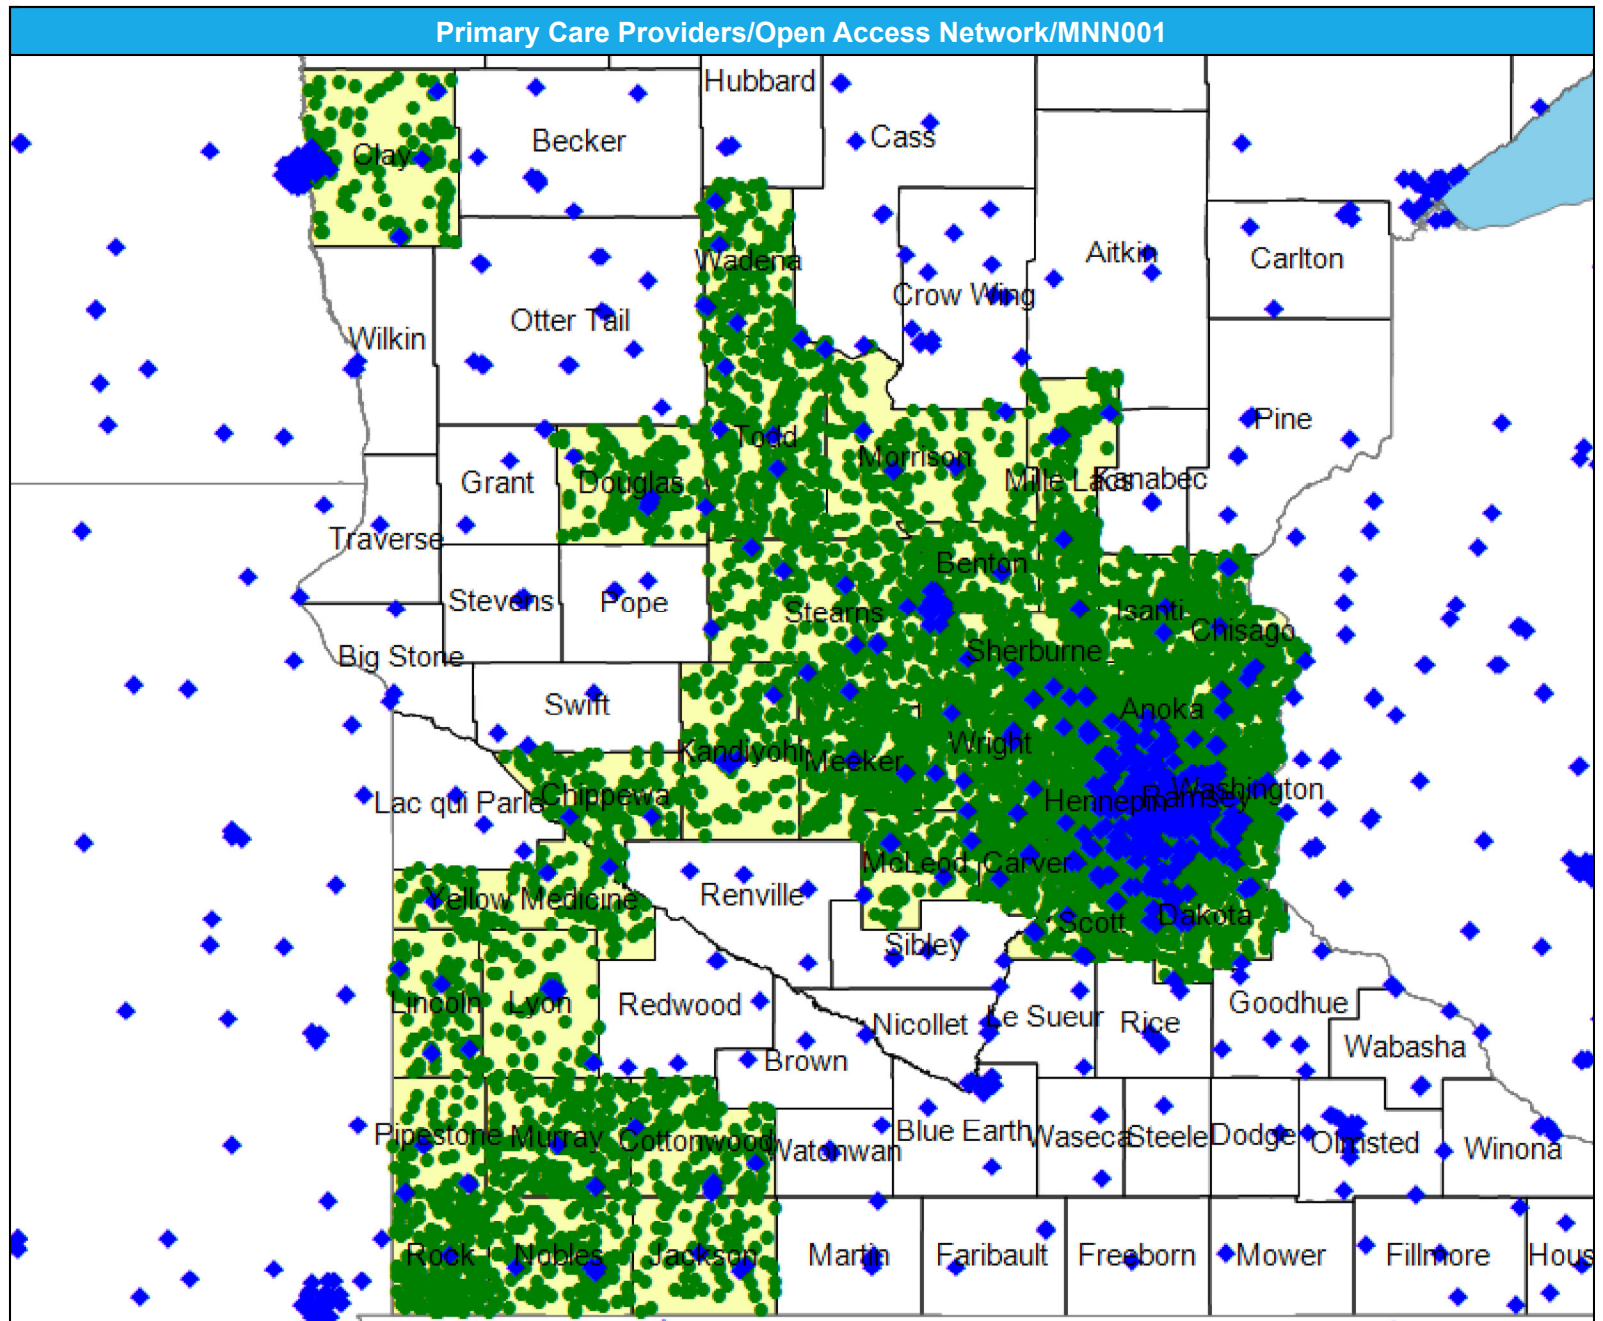 Primary Care Providers/Open Access Network/MNN001
Hubbard
Becker
Cass
Clay
Wadena
Aitkin
Carlton
Crow Wing
Otter Tail
Wilkin
Pine
Todd
Morrison
Grant
Douglas
Mille Lacs
Kanabec
Traverse
Benton
Stevens
Pope
Stearns
Isanti
Chisago
Big Stone
Sherburne
Swift
Anoka
Kandiyohi
Meeker
Wright
Washington
Lac qui Parle
Chippewa
Hennepin
Ramsey
McLeod
Carver
Yellow Medicine
Renville
Scott
Dakota
Sibley
Lincoln
Lyon
Redwood
Goodhue
Nicollet
Le Sueur
Rice
Brown
Wabasha
Pipestone
Murray
Cottonwood
Watonwan
Blue Earth
Waseca
Steele
Dodge
Olmsted
Winona
Rock
Nobles
Jackson
Martin
Faribault
Freeborn
Mower
Fillmore
Hous